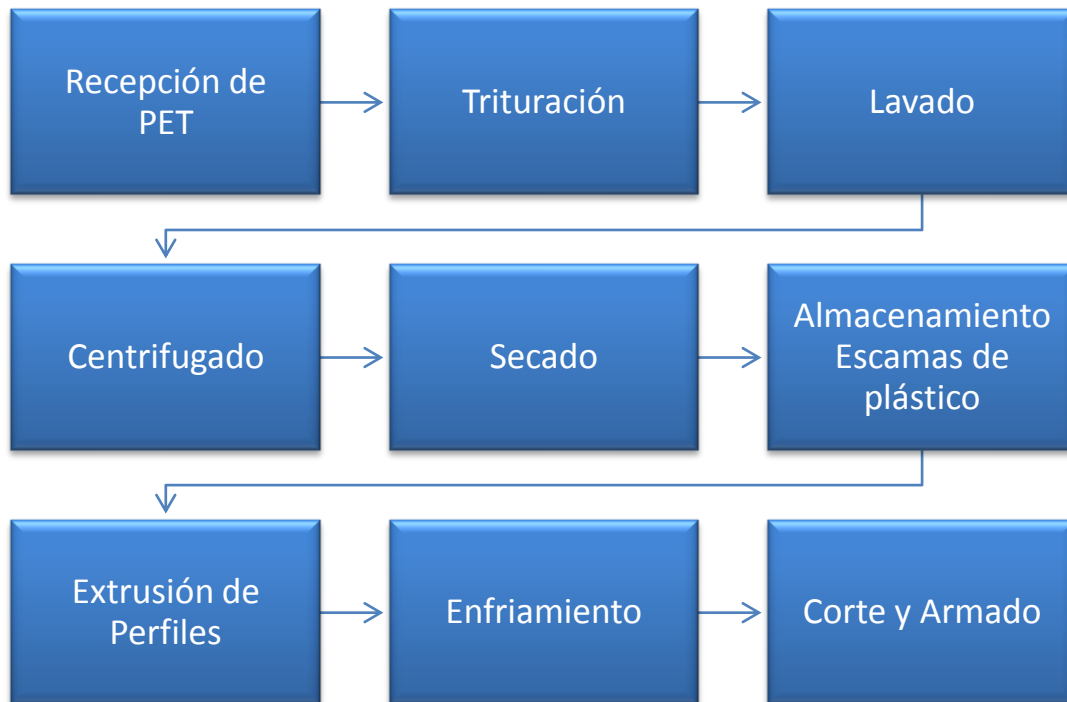 Recepción de
PET
Trituración
Lavado
Centrifugado
Secado
Almacenamiento
Escamas de
plástico
Extrusión de
Perfiles
Enfriamiento
Corte y Armado